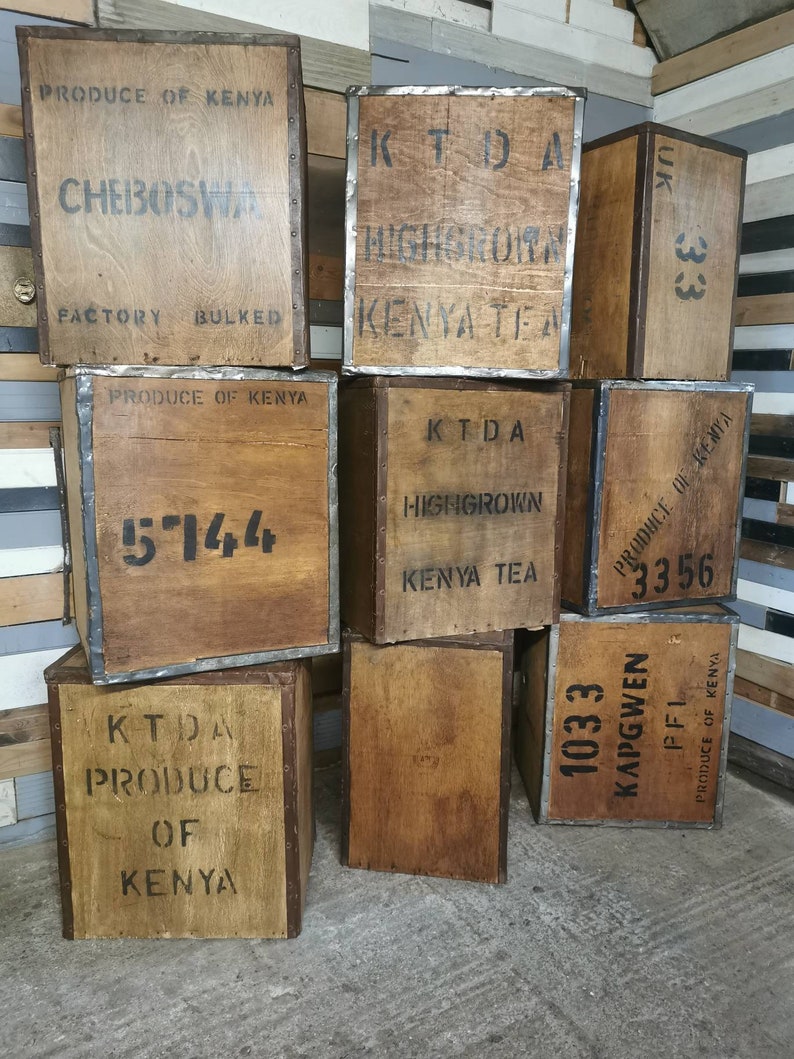 PRODUCE OF KENYA
CHEBOSWA
FACTORY BULKED
KTDA
HIGHGROWN
KENYA TEA
UK
33
PRODUCE OF KENYA
5744
KTDA
HIGHGROWN
KENYA TEA
PRODUCE OF KENYA
3356
KTDA
PRODUCE
OF
KENYA
1033
KAPGWEN
PF1
PRODUCE OF KENYA